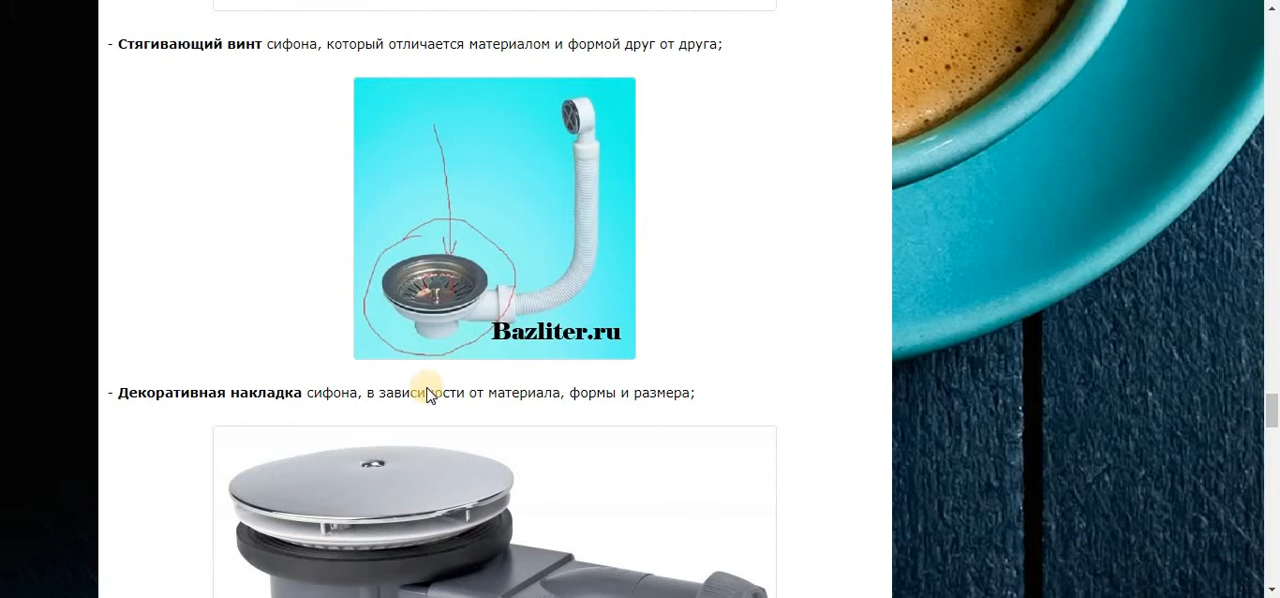 - Стягивающий винт сифона, который отличается материалом и формой друг от друга;
Bazliter.ru
- Декоративная накладка сифона, в зависимости от материала, формы и размера;